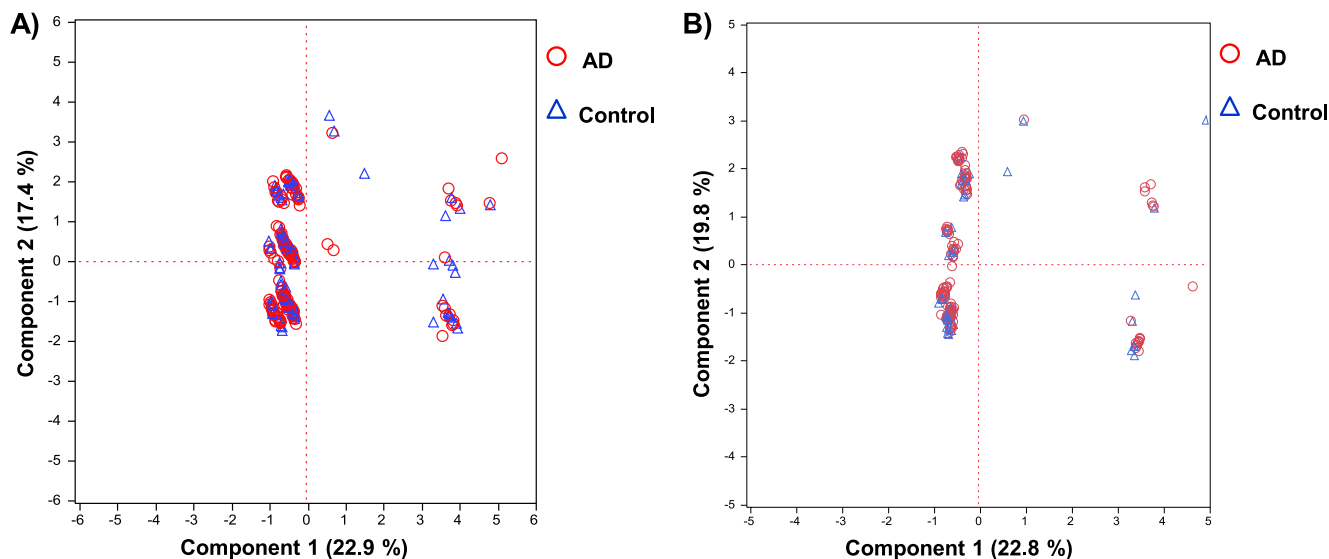 A)
6
5
4
3
2
1
0
-1
-2
-3
-4
-5
-6
Component 2 (17.4 %)
-6 -5 -4 -3 -2 -1 0 1 2 3 4 5 6
Component 1 (22.9 %)
AD
Control
B)
5
4
3
2
1
0
-1
-2
-3
-4
-5
Component 2 (19.8 %)
-5 -4 -3 -2 -1 0 1 2 3 4 5
Component 1 (22.8 %)
AD
Control